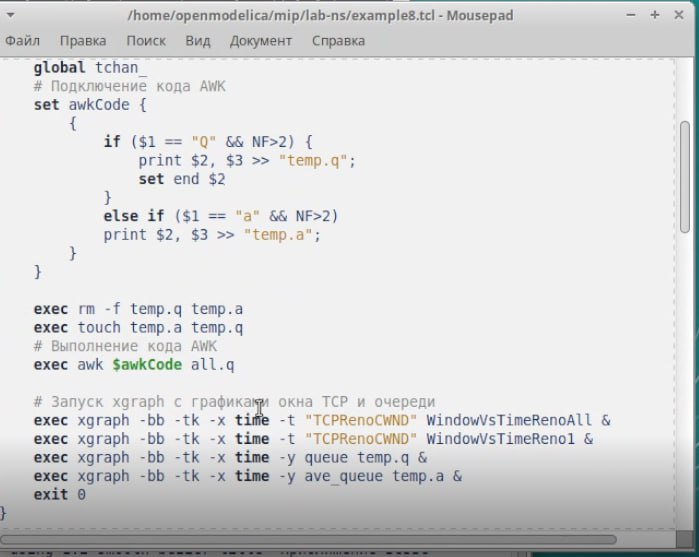 /home/openmodelica/mip/lab-ns/example8.tcl - Mousepad
Файл Правка Поиск Вид Документ Справка
global tchan_
# Подключение кода AWK
set awkCode {
{
if ($1 == "Q" && NF>2) {
print $2, $3 >> "temp.q";
set end $2
}
else if ($1 == "a" && NF>2)
print $2, $3 >> "temp.a";
}
}
exec rm -f temp.q temp.a
exec touch temp.a temp.q
# Выполнение кода AWK
exec awk $awkCode all.q
# Запуск xgraph с графиками окна TCP и очереди
exec xgraph -bb -tk -x time -t "TCPRenoCWND" WindowVsTimeRenoAll &
exec xgraph -bb -tk -x time -t "TCPRenoCWND" WindowVsTimeReno1 &
exec xgraph -bb -tk -x time -y queue temp.q &
exec xgraph -bb -tk -x time -y ave_queue temp.a &
exit 0
}